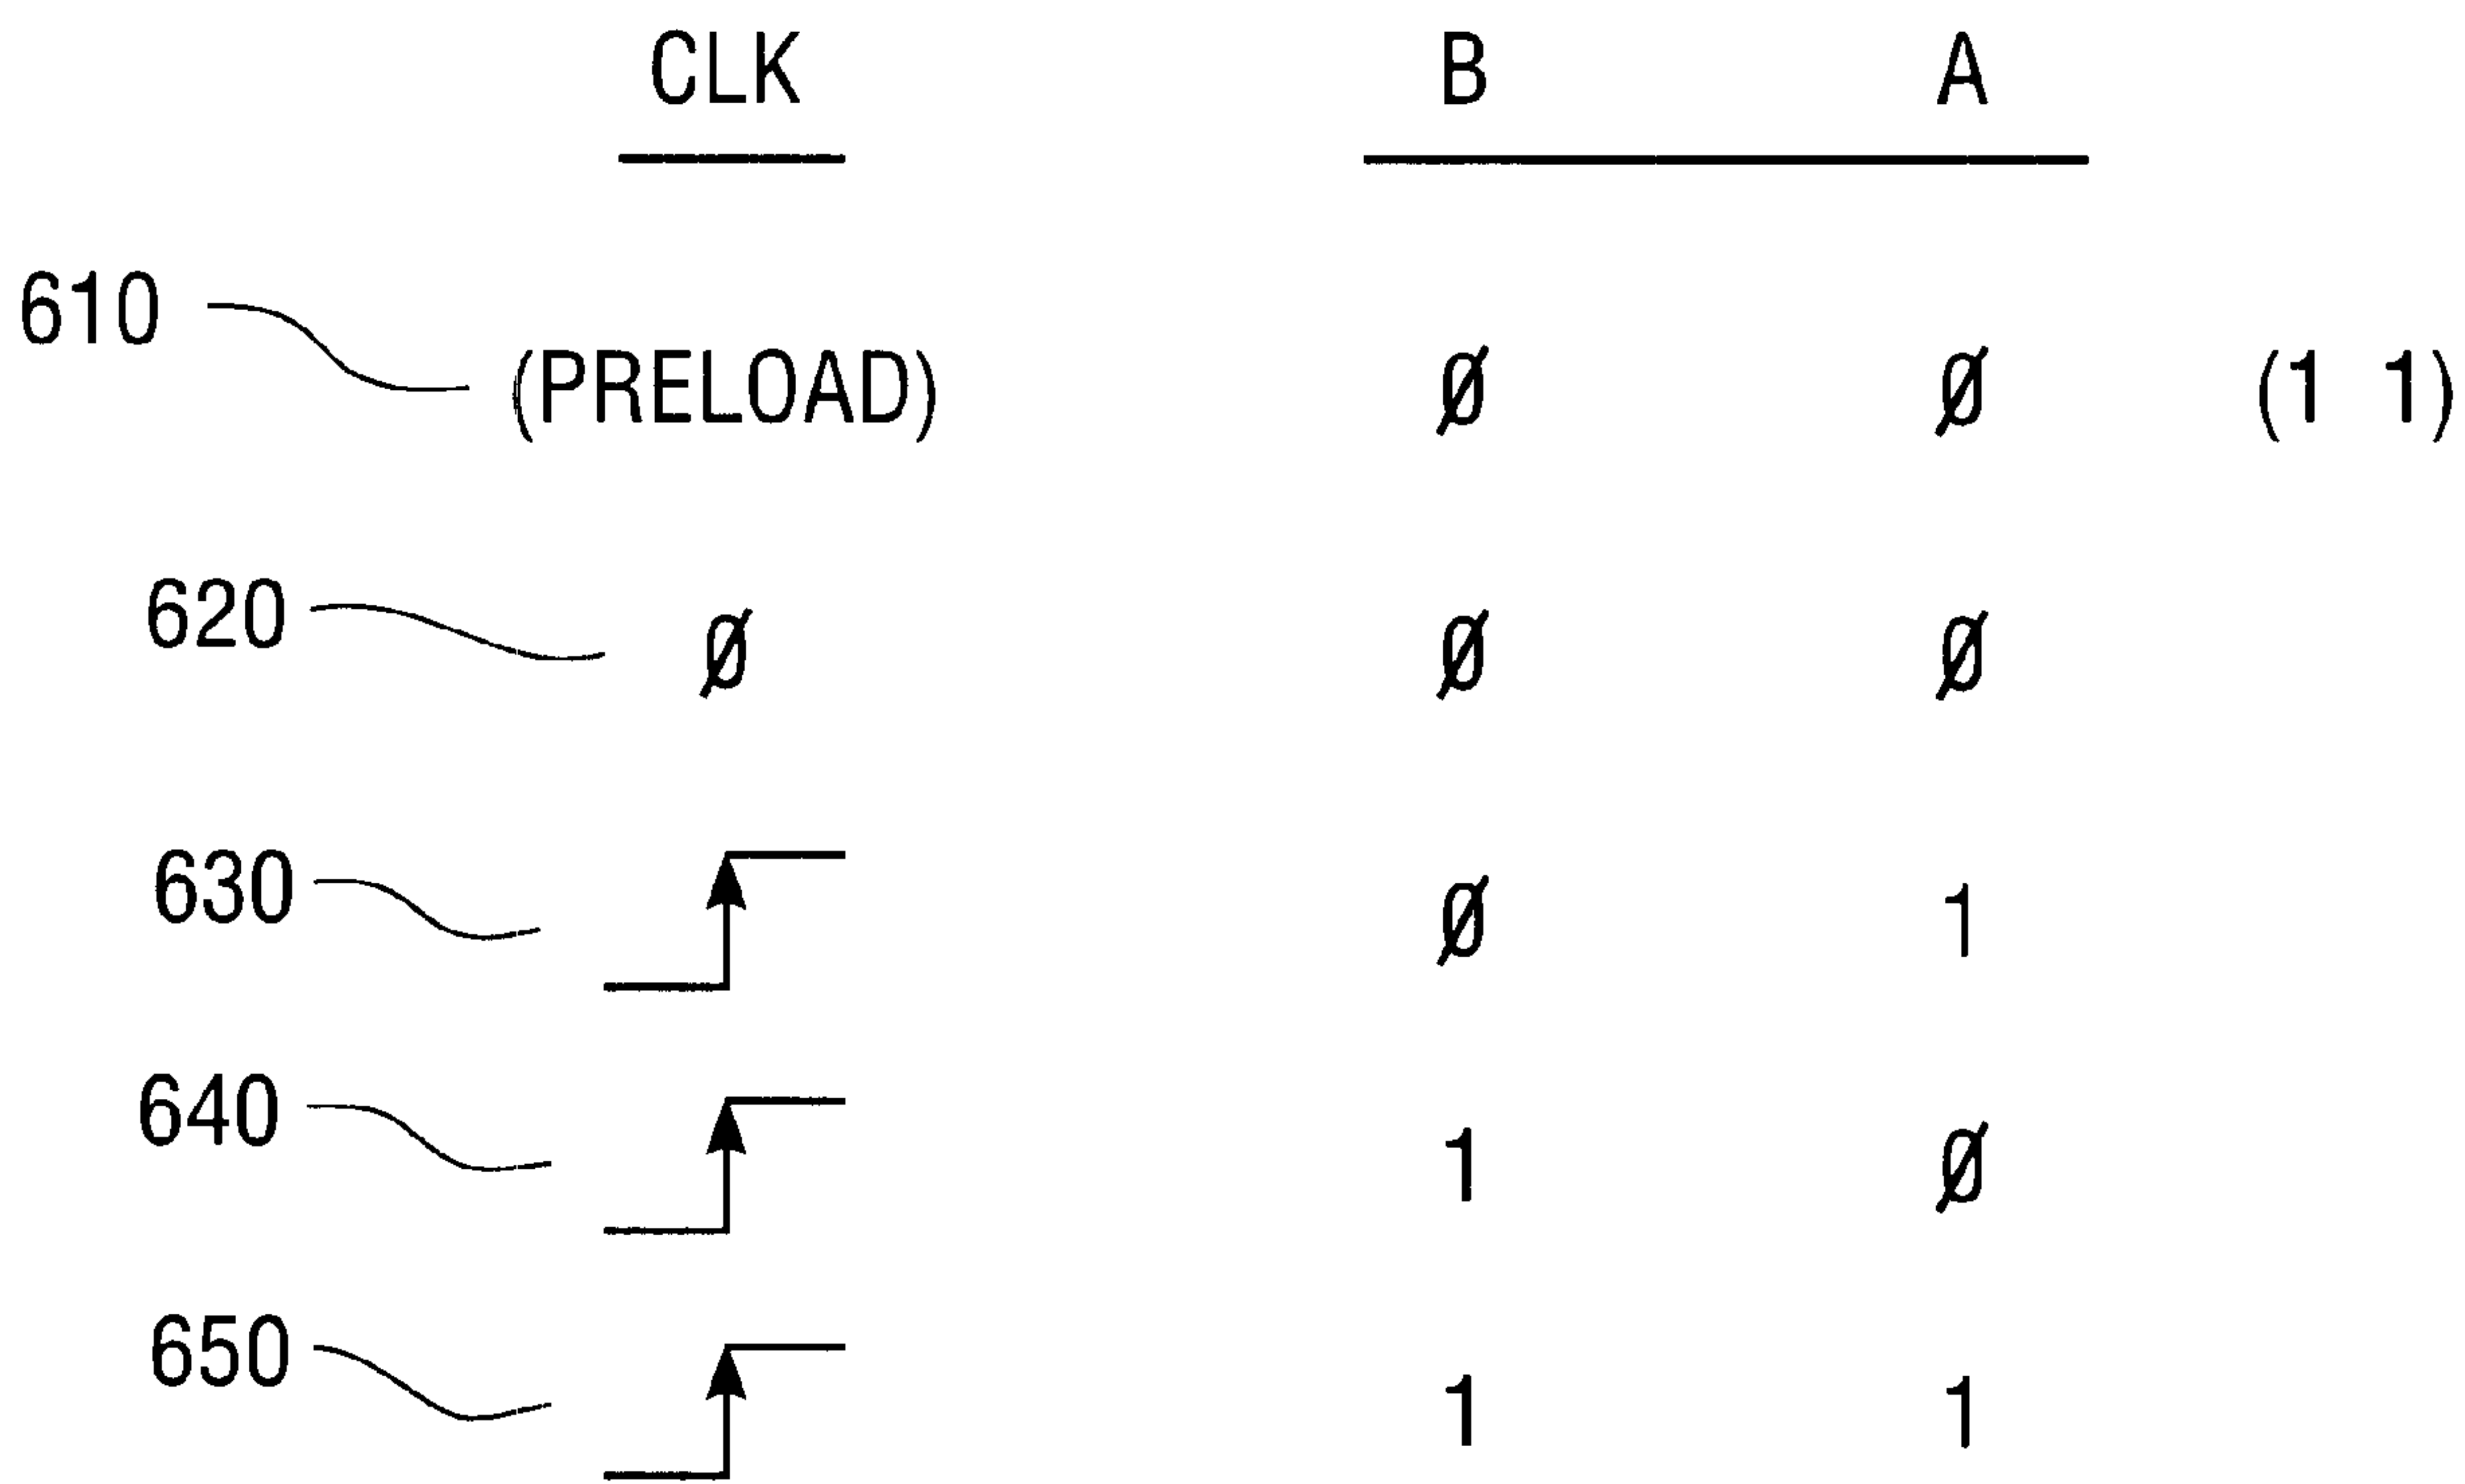 CLK B A
610
(PRELOAD) Ø Ø (1 1)
620 Ø Ø Ø
630 Ø 1
640 1 Ø
650 1 1